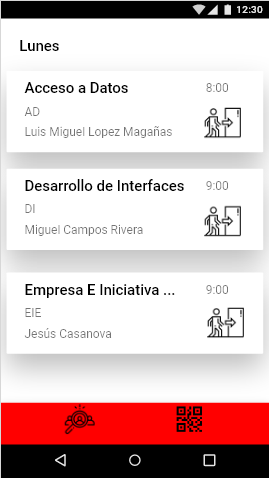 12:30
Lunes
Acceso a Datos 8:00
AD
Luis Miguel Lopez Magañas
Desarrollo de Interfaces 9:00
DI
Miguel Campos Rivera
Empresa E Iniciativa ... 9:00
EIE
Jesús Casanova